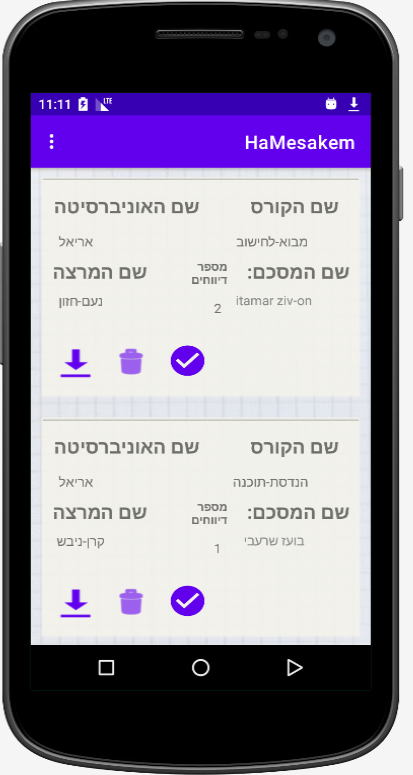 11:11 LTE
HaMesakem
שם הקורס שם האוניברסיטה
מבוא-לחישוב אריאל
שם המסכם: מספר דיווחים שם המרצה
itamar ziv-on 2 נעם-חזון
שם הקורס שם האוניברסיטה
הנדסת-תוכנה אריאל
שם המסכם: מספר דיווחים שם המרצה
בועז שרעבי 1 קרן-ניבש